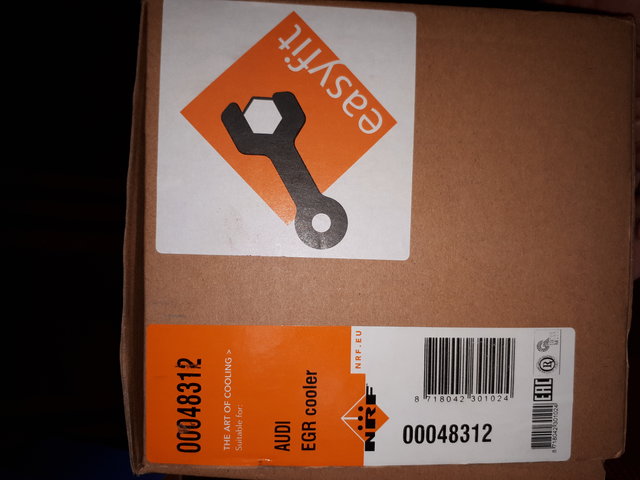 easyfit
00048312
THE ART OF COOLING >
Suitable for:
AUDI
EGR cooler
NRF.EU
NRF
00048312
8 718042 301024
EAC
8718042301024